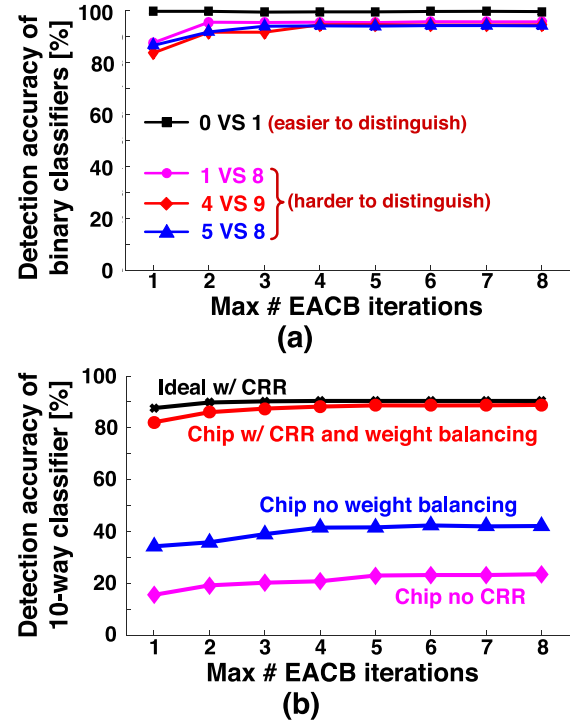 Detection accuracy of
binary classifiers [%]
100
80
60
40
20
0
0 VS 1 (easier to distinguish)
1 VS 8
4 VS 9
(harder to distinguish)
5 VS 8
1 2 3 4 5 6 7 8
Max # EACB iterations
(a)
Detection accuracy of
10-way classifier [%]
100
80
60
40
20
0
Ideal w/ CRR
Chip w/ CRR and weight balancing
Chip no weight balancing
Chip no CRR
1 2 3 4 5 6 7 8
Max # EACB iterations
(b)